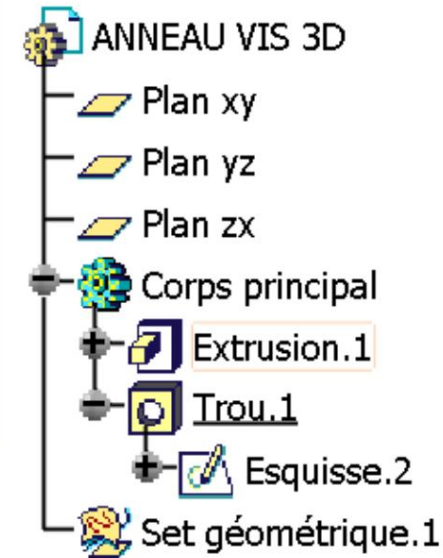 ANNEAU VIS 3D
Plan xy
Plan yz
Plan zx
Corps principal
Extrusion.1
Trou.1
Esquisse.2
Set géométrique.1